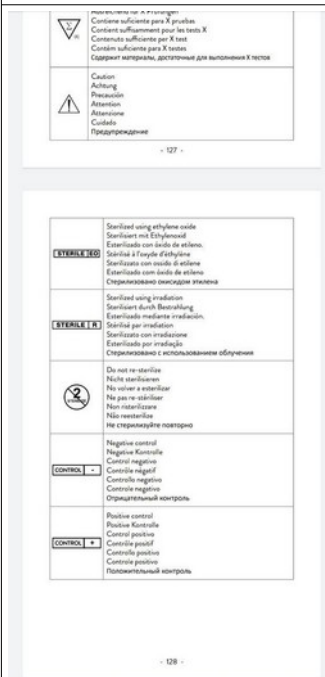 Contiene suficiente para X pruebas
Contient suffisamment pour les tests X
Contenuto sufficiente per X test
Contém suficiente para X testes
Содержит материалы, достаточные для выполнения X тестов
Caution
Achtung
Precaución
Attention
Attenzione
Cuidado
Предупреждение
- 127 -
STERILE EO
Sterilized using ethylene oxide
Sterilisiert mit Ethylenoxid
Esterilizado con óxido de etileno.
Stérilisé à l'oxyde d'éthylène
Sterilizzato con ossido di etilene
Esterilizado com óxido de etileno
Стерилизовано окисидом этилена
STERILE R
Sterilized using irradiation
Sterilisiert durch Bestrahlung
Esterilizado mediante irradiación.
Stérilisé par irradiation
Sterilizzato con irradiazione
Esterilizado por irradiação
Стерилизовано с использованием облучения
2
Do not re-sterilize
Nicht sterilisieren
No volver a esterilizar
Ne pas re-stériliser
Non risterilizzare
Não reesterilize
Не стерилизуйте повторно
CONTROL -
Negative control
Negative Kontrolle
Control negativo
Contrôle négatif
Controllo negativo
Controle negativo
Отрицательный контроль
CONTROL +
Positive control
Positive Kontrolle
Control positivo
Contrôle positif
Controllo positivo
Controle positivo
Положительный контроль
- 128 -